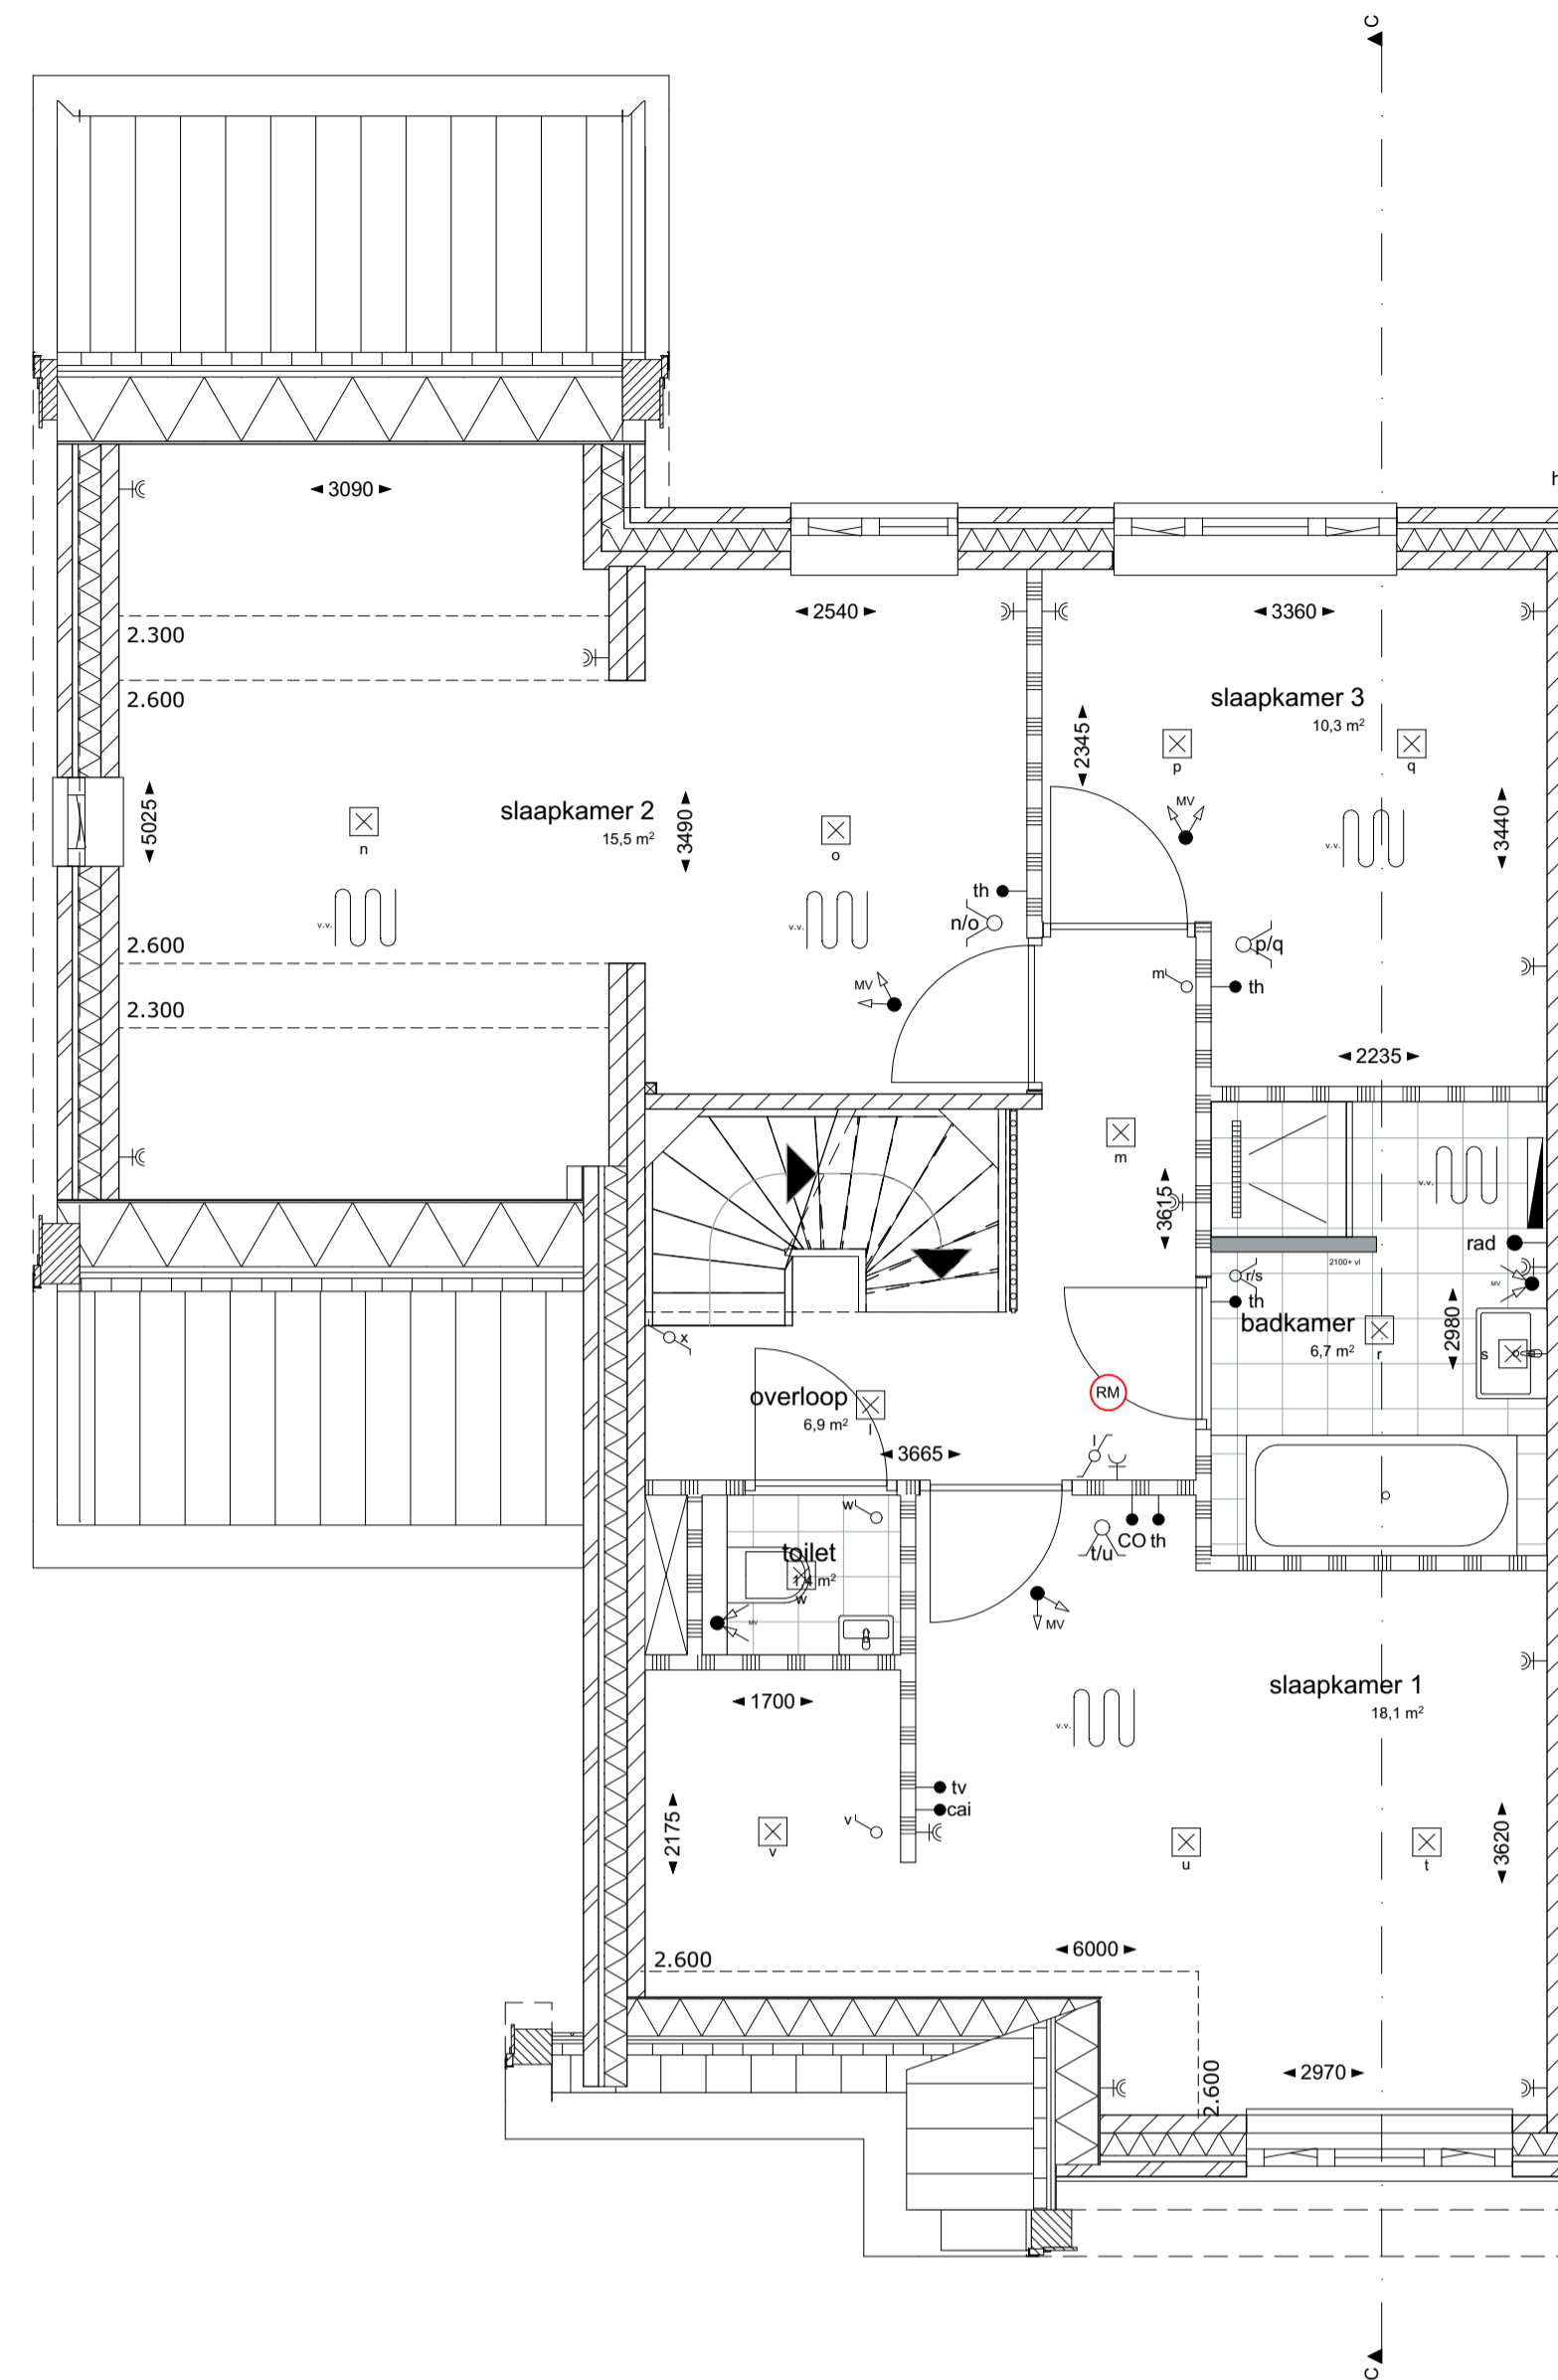 C
h
3090
2540
3360
2.300
2.600
slaapkamer 3
10,3 m²
2345
p
q
MV
slaapkamer 2
15,5 m²
5025
3490
3440
n
o
v.v.
th
n/o
v.v.
v.v.
2.600
p/q
m
th
MV
2.300
2235
m
3615
v.v.
rad
2100+ vl
r/s
MV
th
x
badkamer
6,7 m²
r
2980
s
RM
overloop
6,9 m²
l
3665
l
w
t/u
CO th
toilet
1,4 m²
w
MV
MV
slaapkamer 1
18,1 m²
1700
v.v.
tv
cai
2175
v
v
u
t
3620
6000
2.600
2970
2.600
C